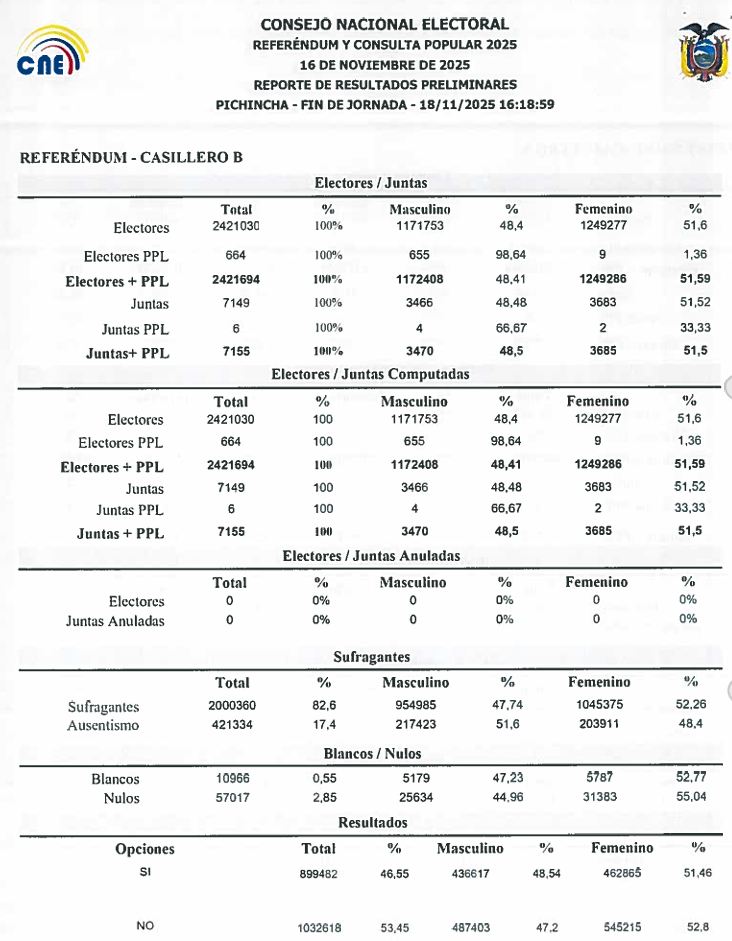 CNE
CONSEJO NACIONAL ELECTORAL
REFERÉNDUM Y CONSULTA POPULAR 2025
16 DE NOVIEMBRE DE 2025
REPORTE DE RESULTADOS PRELIMINARES
PICHINCHA - FIN DE JORNADA - 18/11/2025 16:18:59
REFERÉNDUM - CASILLERO B
Electores / Juntas
Total % Masculino % Femenino %
Electores 2421030 100% 1171753 48,4 1249277 51,6
Electores PPL 664 100% 655 98,64 9 1,36
Electores + PPL 2421694 100% 1172408 48,41 1249286 51,59
Juntas 7149 100% 3466 48,48 3683 51,52
Juntas PPL 6 100% 4 66,67 2 33,33
Juntas+ PPL 7155 100% 3470 48,5 3685 51,5
Electores / Juntas Computadas
Total % Masculino % Femenino %
Electores 2421030 100 1171753 48,4 1249277 51,6
Electores PPL 664 100 655 98,64 9 1,36
Electores + PPL 2421694 100 1172408 48,41 1249286 51,59
Juntas 7149 100 3466 48,48 3683 51,52
Juntas PPL 6 100 4 66,67 2 33,33
Juntas + PPL 7155 100 3470 48,5 3685 51,5
Electores / Juntas Anuladas
Total % Masculino % Femenino %
Electores 0 0% 0 0% 0 0%
Juntas Anuladas 0 0% 0 0% 0 0%
Sufragantes
Total % Masculino % Femenino %
Sufragantes 2000360 82,6 954985 47,74 1045375 52,26
Ausentismo 421334 17,4 217423 51,6 203911 48,4
Blancos / Nulos
Blancos 10966 0,55 5179 47,23 5787 52,77
Nulos 57017 2,85 25634 44,96 31383 55,04
Resultados
Opciones Total % Masculino % Femenino %
SI 899482 46,55 436617 48,54 462865 51,46
NO 1032618 53,45 487403 47,2 545215 52,8